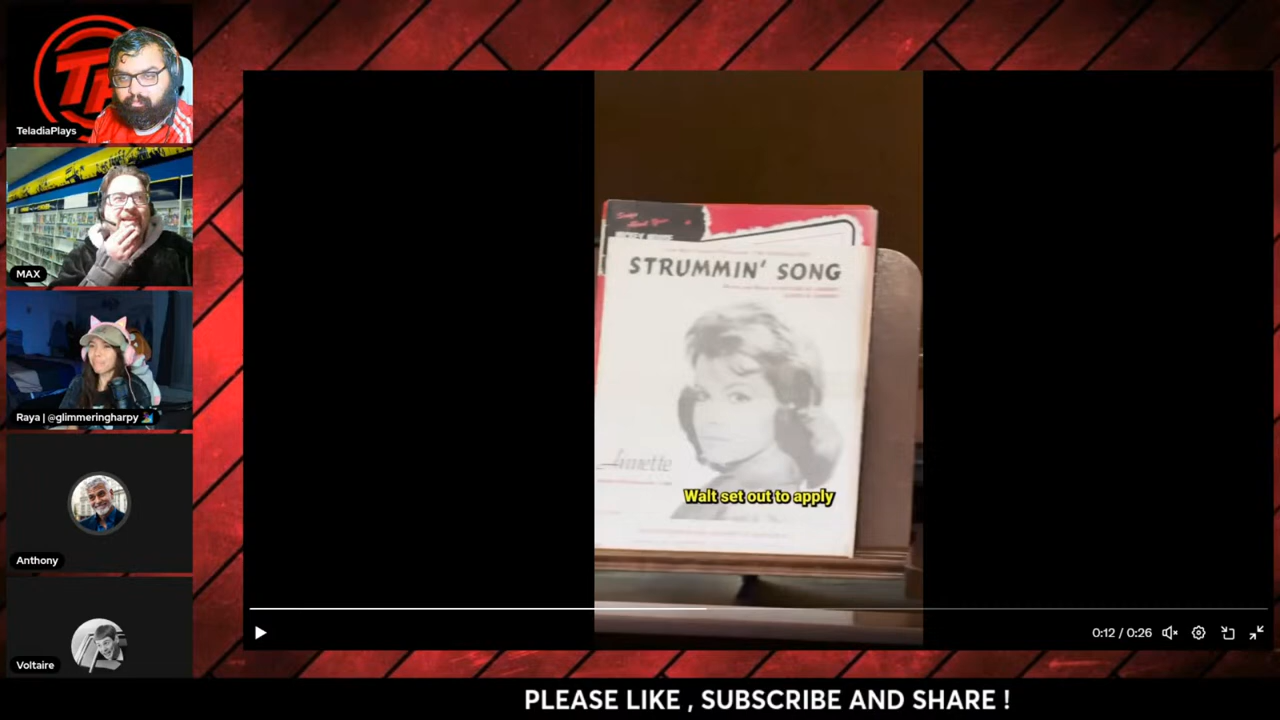 TeladiaPlays
MAX
Raya | @glimmeringharpy
Anthony
Voltaire
STRUMMIN' SONG
Annette
Walt set out to apply
0:12 / 0:26
PLEASE LIKE , SUBSCRIBE AND SHARE !